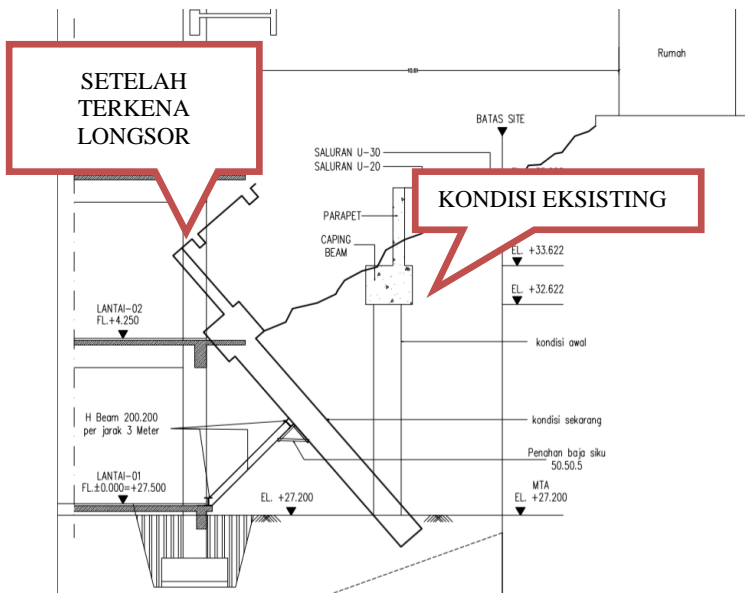 Rumah
SETELAH
TERKENA
LONGSOR
BATAS SITE
SALURAN U-30
SALURAN U-20
KONDISI EKSISTING
PARAPET
CAPING
BEAM
EL. +33.622
EL. +32.622
LANTAI-02
FL.+4.250
kondisi awal
H Beam 200.200
per jarak 3 Meter
kondisi sekarang
Penahan baja siku
50.50.5
LANTAI-01
FL.±0.000=+27.500
EL. +27.200
MTA
EL. +27.200